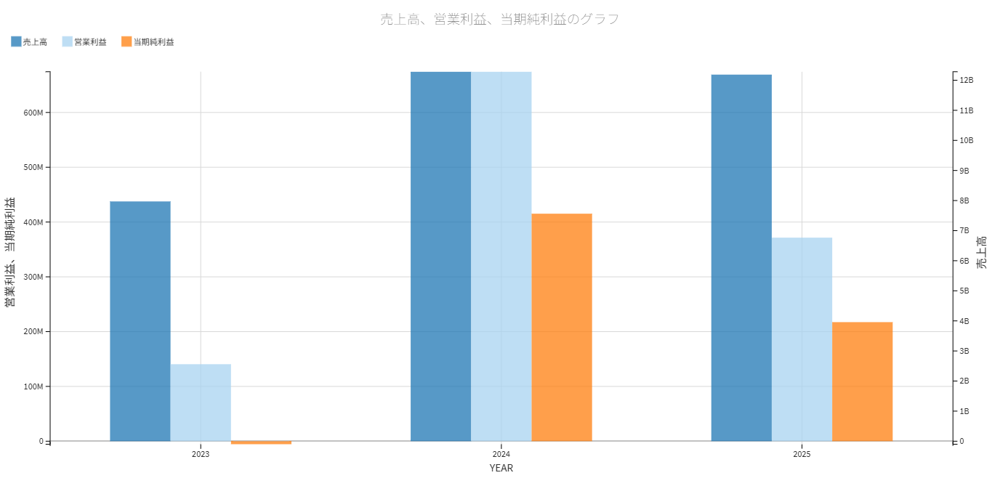 売上高、営業利益、当期純利益のグラフ
売上高 営業利益 当期純利益
営業利益、当期純利益
600M
500M
400M
300M
200M
100M
0
12B
11B
10B
9B
8B
7B
6B
5B
4B
3B
2B
1B
0
売上高
2023 2024 2025
YEAR